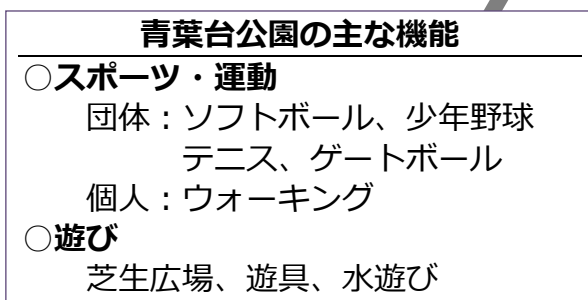 青葉台公園の主な機能
○スポーツ・運動
団体：ソフトボール、少年野球
テニス、ゲートボール
個人：ウォーキング
○遊び
芝生広場、遊具、水遊び